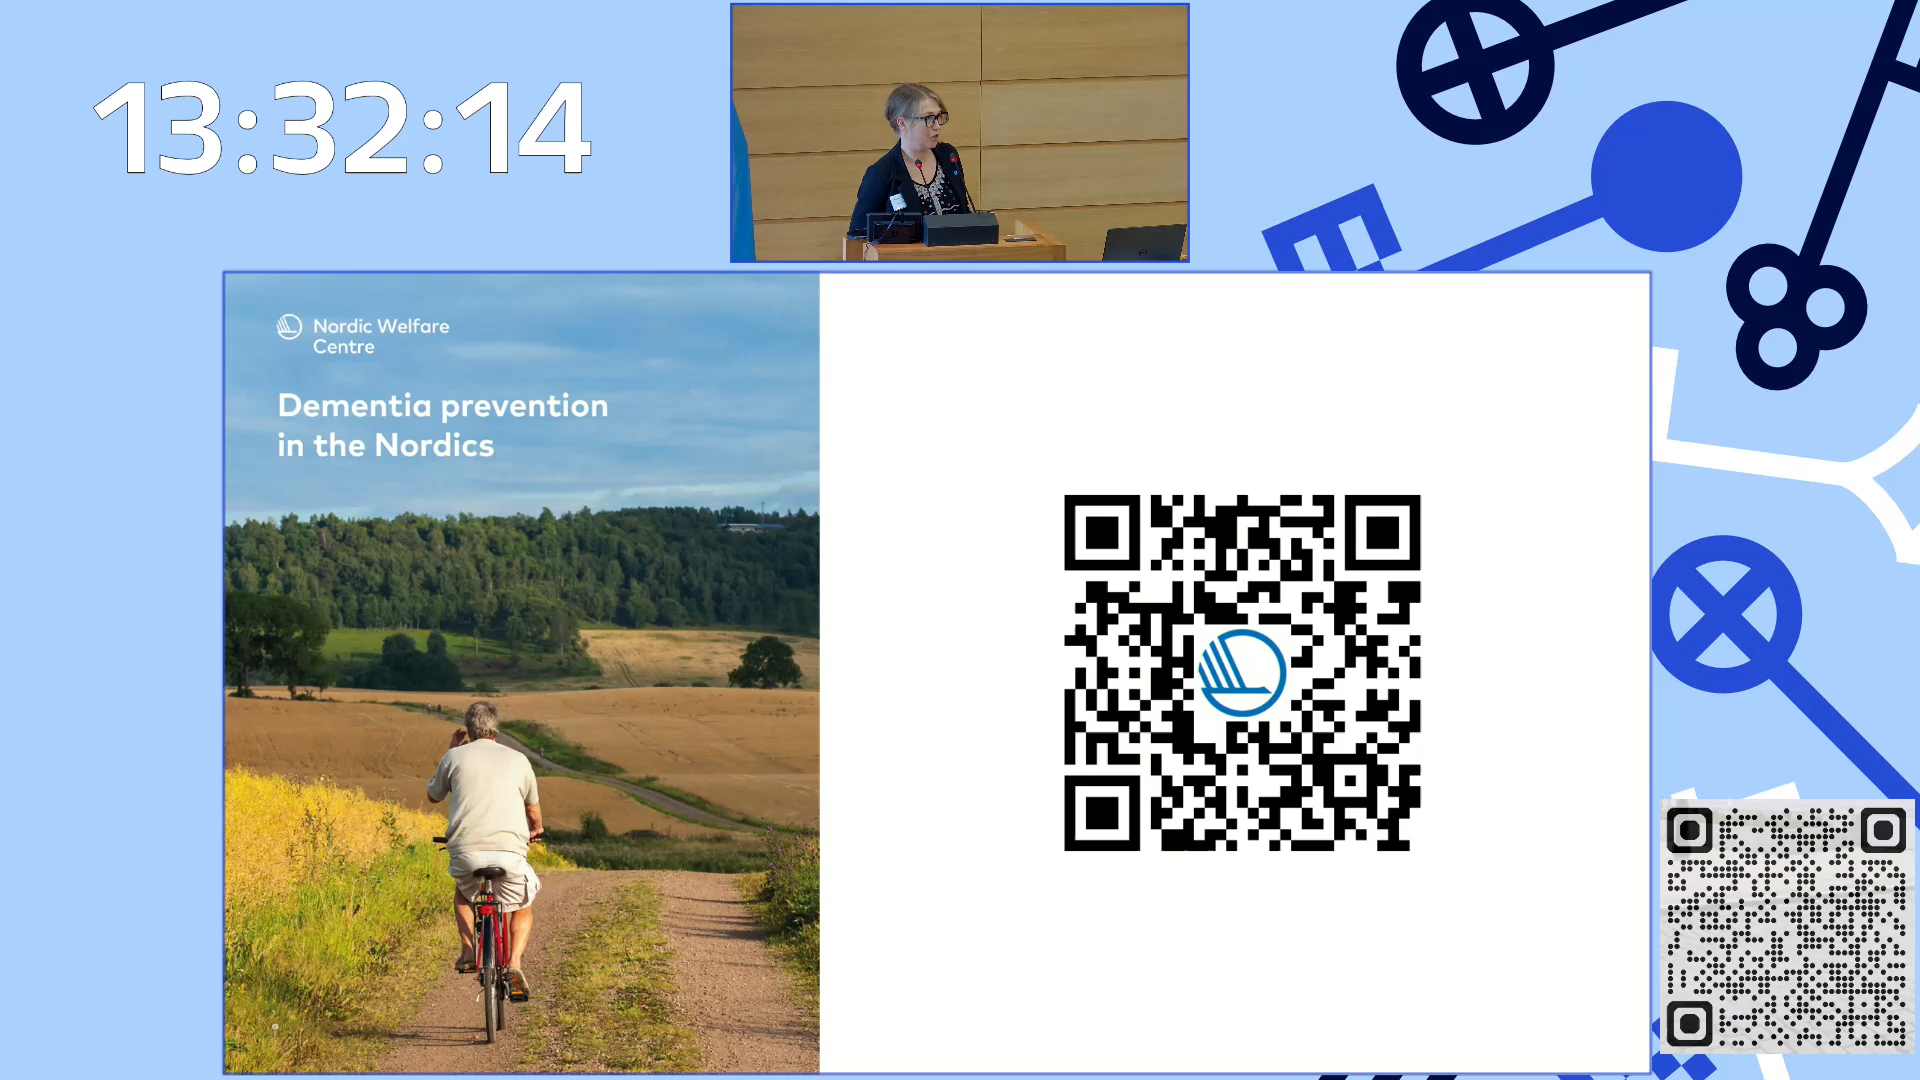 13:32:14
Nordic Welfare
Centre
Dementia prevention
in the Nordics